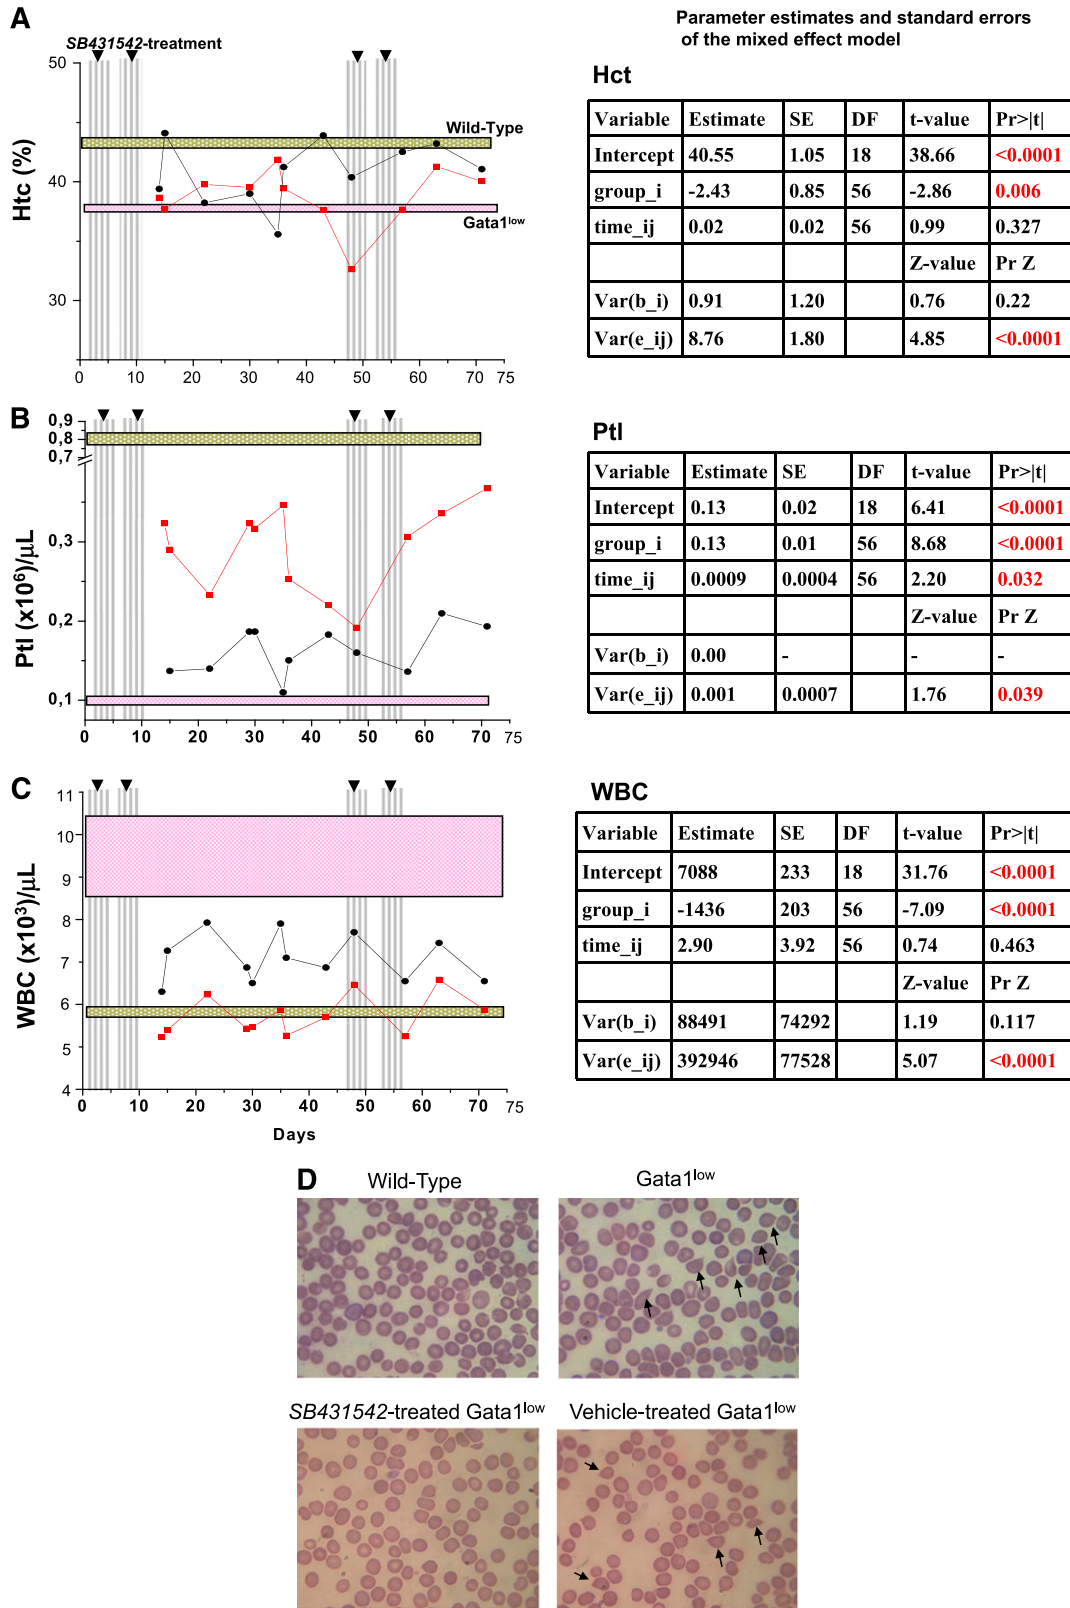 A
SB431542-treatment
50
40
30
Htc (%)
Wild-Type
Gata1low
0 10 20 30 40 50 60 70 75
Parameter estimates and standard errors
of the mixed effect model
Hct
Variable Estimate SE DF t-value Pr>|t|
Intercept 40.55 1.05 18 38.66 <0.0001
group_i -2.43 0.85 56 -2.86 0.006
time_ij 0.02 0.02 56 0.99 0.327
Z-value Pr Z
Var(b_i) 0.91 1.20 0.76 0.22
Var(e_ij) 8.76 1.80 4.85 <0.0001
B
0,9
0,8
0,7
0,3
0,2
0,1
Ptl (x10⁶)/µL
0 10 20 30 40 50 60 70 75
Ptl
Variable Estimate SE DF t-value Pr>|t|
Intercept 0.13 0.02 18 6.41 <0.0001
group_i 0.13 0.01 56 8.68 <0.0001
time_ij 0.0009 0.0004 56 2.20 0.032
Z-value Pr Z
Var(b_i) 0.00 - - -
Var(e_ij) 0.001 0.0007 1.76 0.039
C
11
10
9
8
7
6
5
4
WBC (x10³)/µL
0 10 20 30 40 50 60 70 75
Days
WBC
Variable Estimate SE DF t-value Pr>|t|
Intercept 7088 233 18 31.76 <0.0001
group_i -1436 203 56 -7.09 <0.0001
time_ij 2.90 3.92 56 0.74 0.463
Z-value Pr Z
Var(b_i) 88491 74292 1.19 0.117
Var(e_ij) 392946 77528 5.07 <0.0001
D
Wild-Type
Gata1low
SB431542-treated Gata1low
Vehicle-treated Gata1low